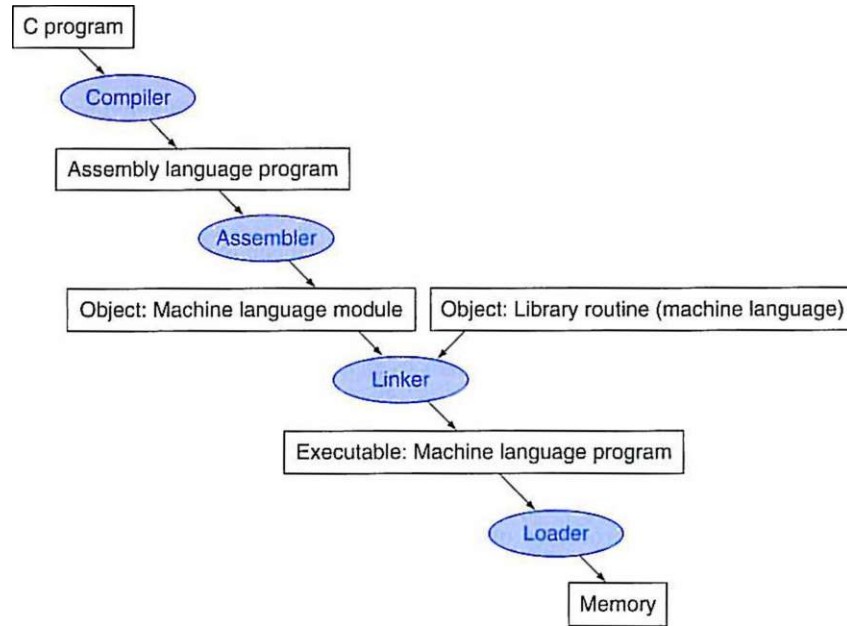 C program
Compiler
Assembly language program
Assembler
Object: Machine language module
Object: Library routine (machine language)
Linker
Executable: Machine language program
Loader
Memory